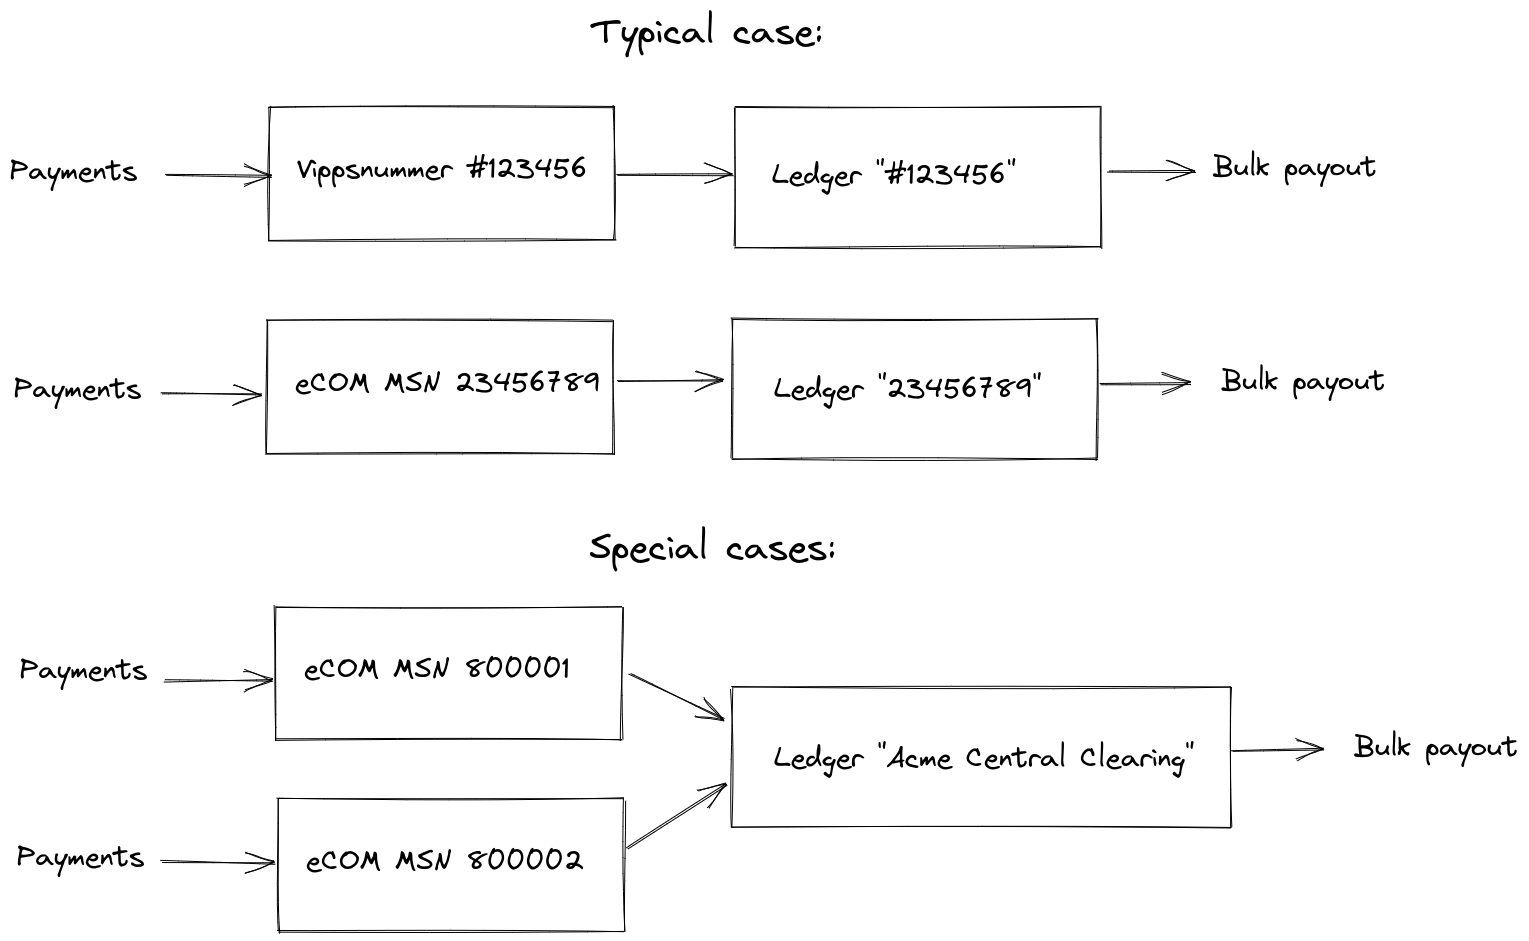 Typical case:
Payments
Vippsnummer #123456
Ledger "#123456"
Bulk payout
Payments
eCOM MSN 23456789
Ledger "23456789"
Bulk payout
Special cases:
Payments
eCOM MSN 800001
Payments
eCOM MSN 800002
Ledger "Acme Central Clearing"
Bulk payout